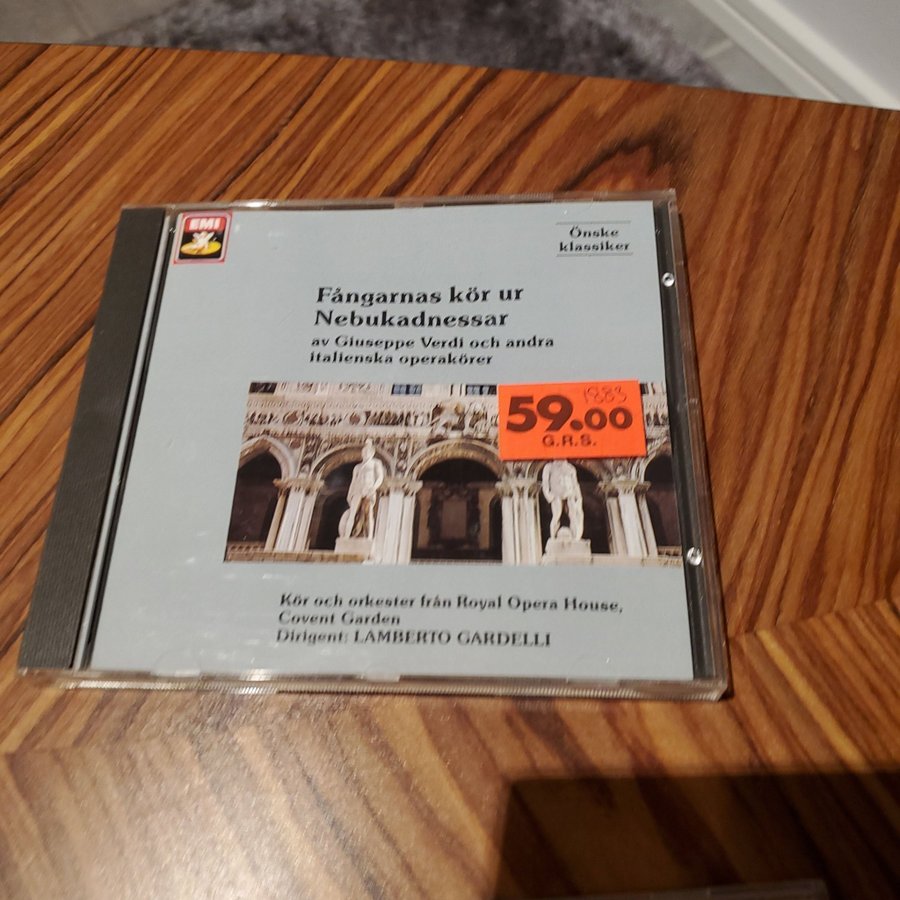 EMI
Önske
klassiker
Fångarnas kör ur
Nebukadnessar
av Giuseppe Verdi och andra
italienska operakörer
1883
59.00
G.R.S.
Kör och orkester från Royal Opera House,
Covent Garden
Dirigent: LAMBERTO GARDELLI